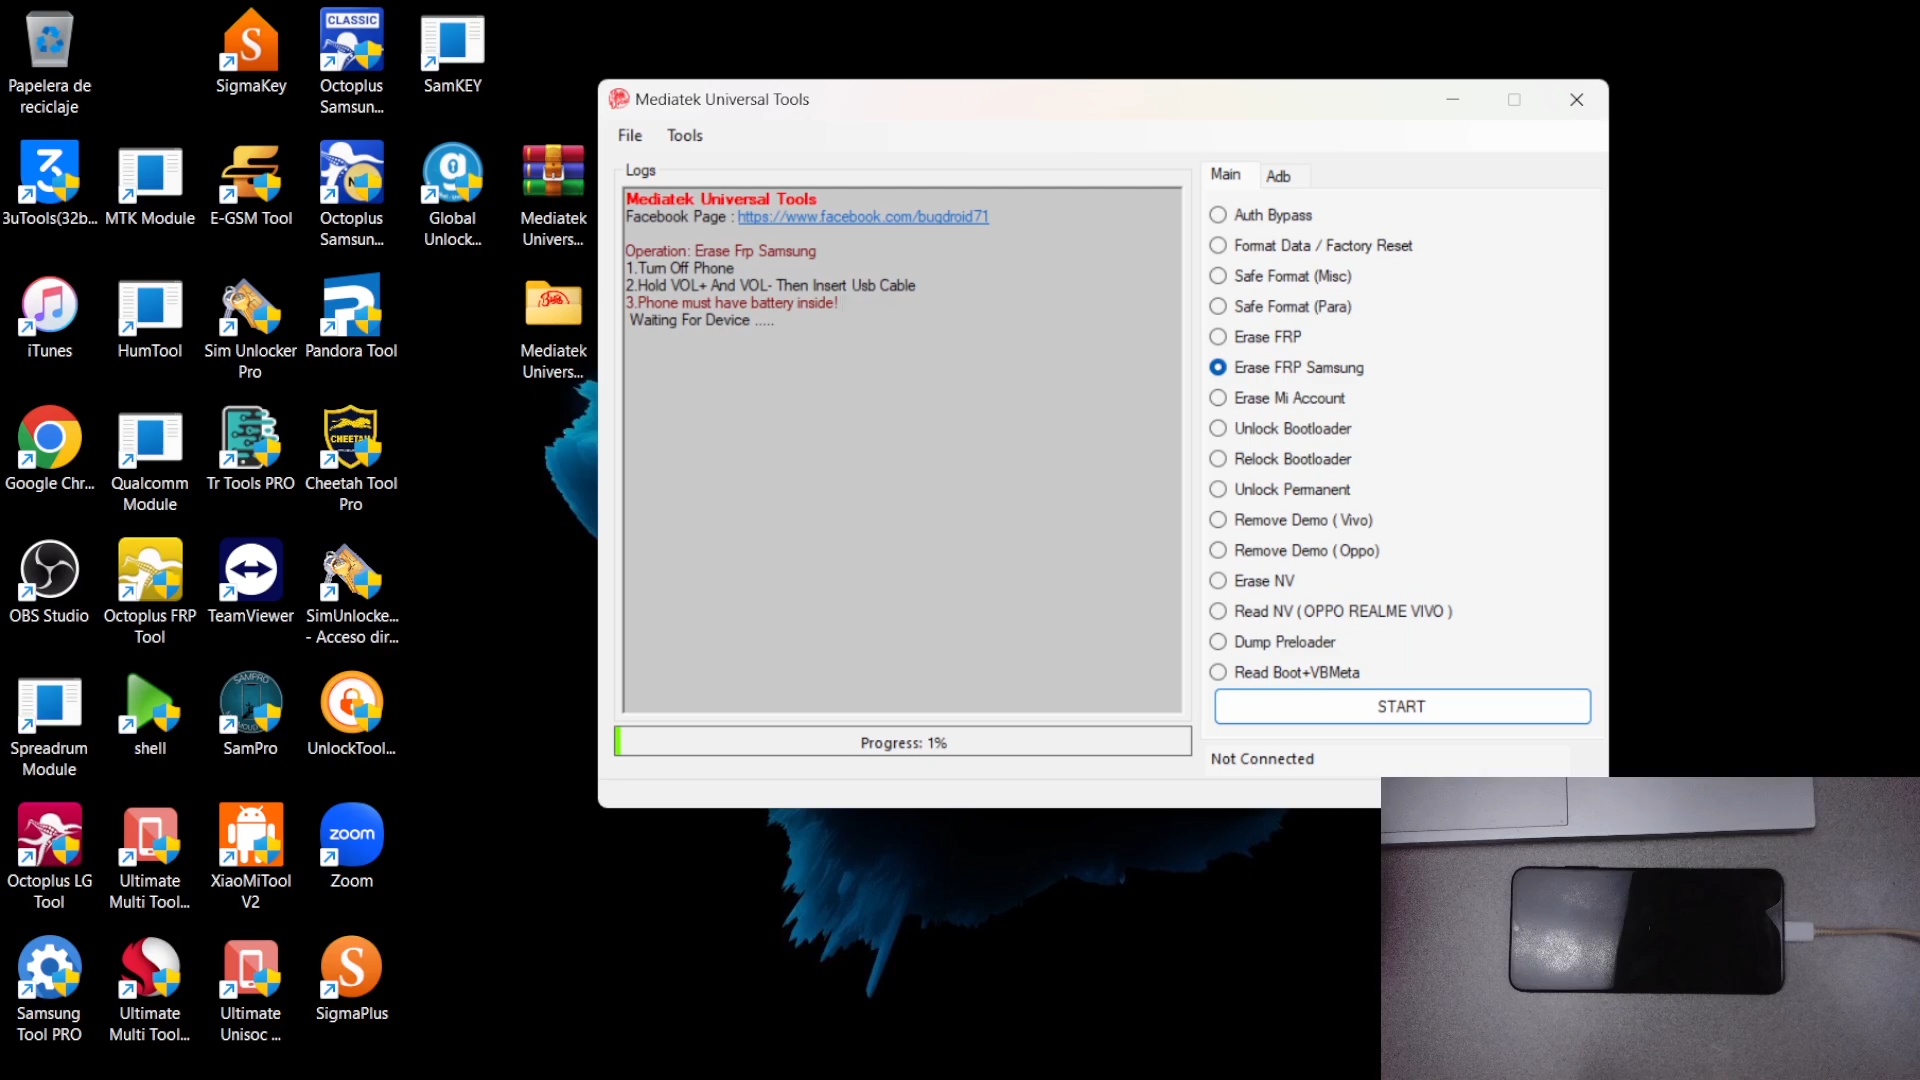 Papelera de
reciclaje
SigmaKey
CLASSIC
Octoplus
Samsun...
SamKEY
3uTools(32b...
MTK Module
E-GSM Tool
Octoplus
Samsun...
Global
Unlock...
Mediatek
Univers...
iTunes
HumTool
Sim Unlocker
Pro
Pandora Tool
Mediatek
Univers...
Google Chr...
Qualcomm
Module
Tr Tools PRO
CHEETAH
Cheetah Tool
Pro
OBS Studio
Octoplus FRP
Tool
TeamViewer
SimUnlocke...
- Acceso dir...
Spreadrum
Module
shell
SAMPRO
SamPro
UnlockTool...
Octoplus LG
Tool
Ultimate
Multi Tool...
XiaoMiTool
V2
zoom
Zoom
Samsung
Tool PRO
Ultimate
Multi Tool...
Ultimate
Unisoc ...
SigmaPlus
Mediatek Universal Tools
File Tools
Logs
Mediatek Universal Tools
Facebook Page : https://www.facebook.com/bugdroid71
Operation: Erase Frp Samsung
1.Turn Off Phone
2.Hold VOL+ And VOL- Then Insert Usb Cable
3.Phone must have battery inside!
Waiting For Device .....
Progress: 1%
Main Adb
Auth Bypass
Format Data / Factory Reset
Safe Format (Misc)
Safe Format (Para)
Erase FRP
Erase FRP Samsung
Erase Mi Account
Unlock Bootloader
Relock Bootloader
Unlock Permanent
Remove Demo ( Vivo)
Remove Demo ( Oppo)
Erase NV
Read NV ( OPPO REALME VIVO )
Dump Preloader
Read Boot+VBMeta
START
Not Connected